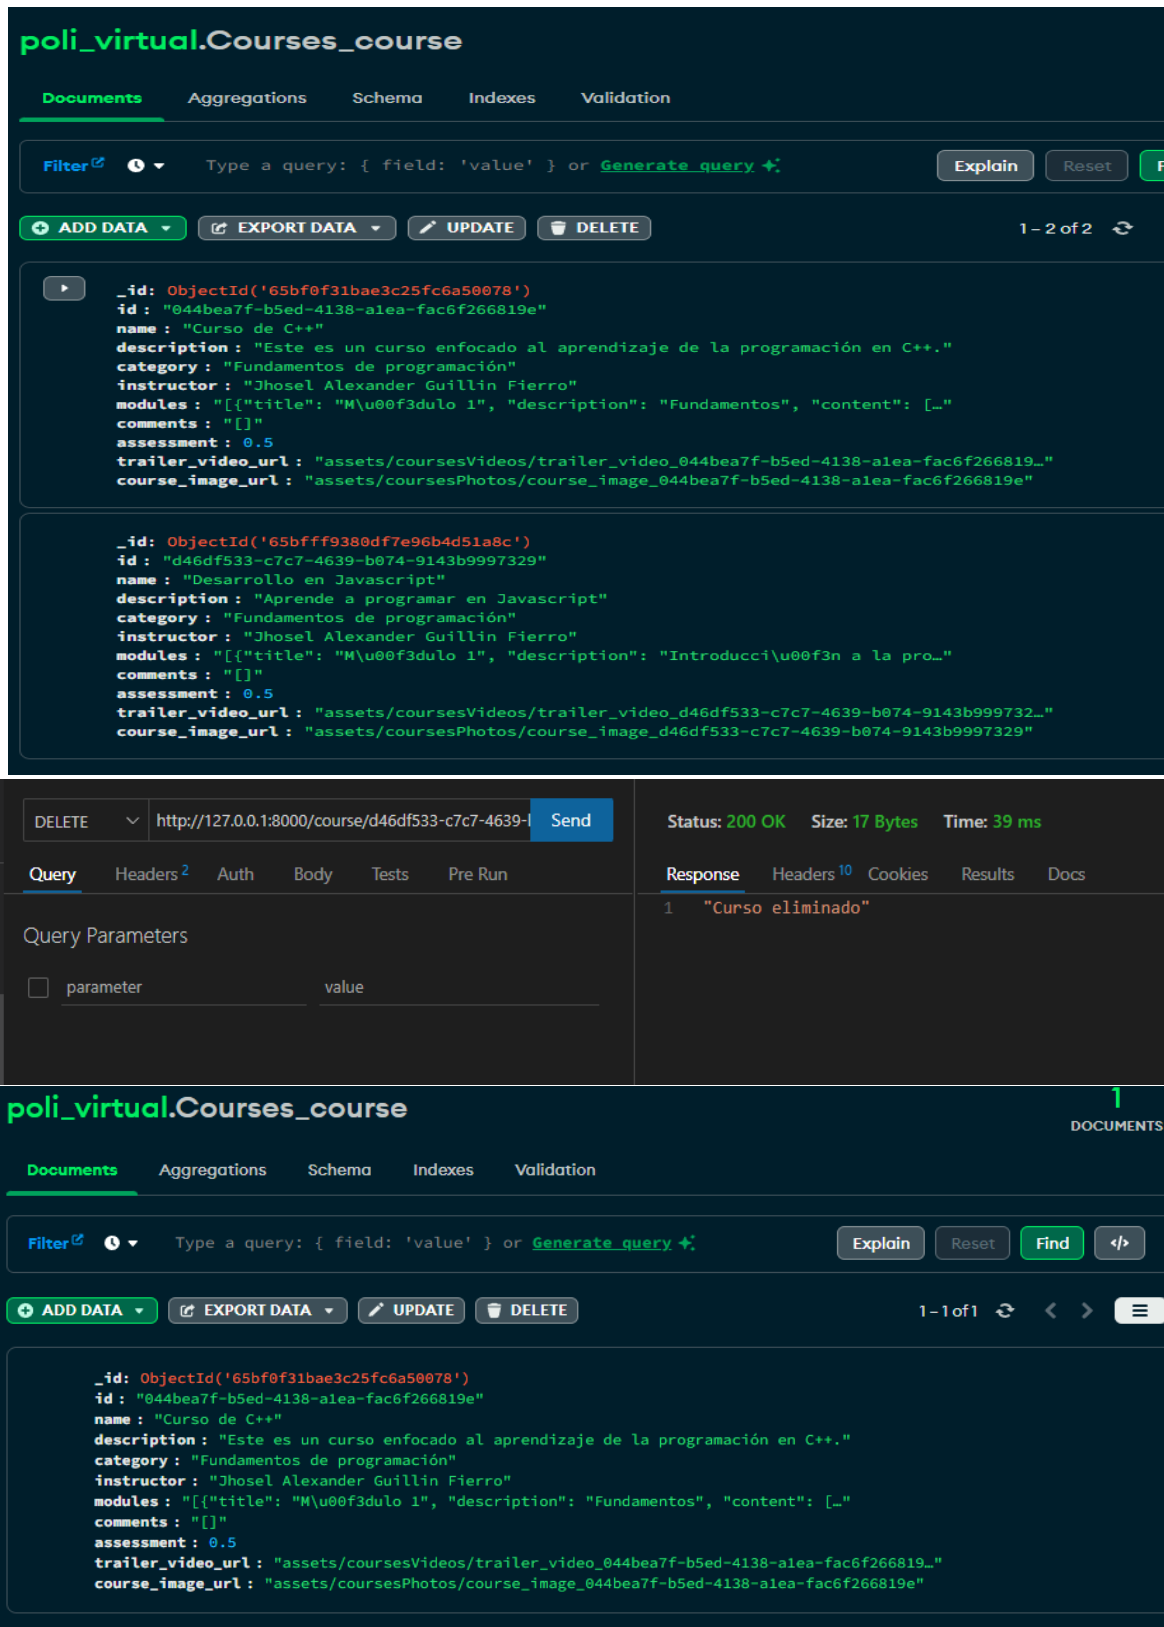 poli_virtual.Courses_course
Documents Aggregations Schema Indexes Validation
Filter Type a query: { field: 'value' } or Generate query Explain Reset F
ADD DATA EXPORT DATA UPDATE DELETE 1 – 2 of 2
_id: ObjectId('65bf0f31bae3c25fc6a50078')
id : "044bea7f-b5ed-4138-a1ea-fac6f266819e"
name : "Curso de C++"
description : "Este es un curso enfocado al aprendizaje de la programación en C++."
category : "Fundamentos de programación"
instructor : "Jhosel Alexander Guillin Fierro"
modules : "[{"title": "M\u00f3dulo 1", "description": "Fundamentos", "content": […"
comments : "[]"
assessment : 0.5
trailer_video_url : "assets/coursesVideos/trailer_video_044bea7f-b5ed-4138-a1ea-fac6f266819…"
course_image_url : "assets/coursesPhotos/course_image_044bea7f-b5ed-4138-a1ea-fac6f266819e"
_id: ObjectId('65bfff9380df7e96b4d51a8c')
id : "d46df533-c7c7-4639-b074-9143b9997329"
name : "Desarrollo en Javascript"
description : "Aprende a programar en Javascript"
category : "Fundamentos de programación"
instructor : "Jhosel Alexander Guillin Fierro"
modules : "[{"title": "M\u00f3dulo 1", "description": "Introducci\u00f3n a la pro…"
comments : "[]"
assessment : 0.5
trailer_video_url : "assets/coursesVideos/trailer_video_d46df533-c7c7-4639-b074-9143b999732…"
course_image_url : "assets/coursesPhotos/course_image_d46df533-c7c7-4639-b074-9143b9997329"
DELETE http://127.0.0.1:8000/course/d46df533-c7c7-4639-l Send Status: 200 OK Size: 17 Bytes Time: 39 ms
Query Headers 2 Auth Body Tests Pre Run Response Headers 10 Cookies Results Docs
1 "Curso eliminado"
Query Parameters
parameter value
poli_virtual.Courses_course 1
DOCUMENTS
Documents Aggregations Schema Indexes Validation
Filter Type a query: { field: 'value' } or Generate query Explain Reset Find </>
ADD DATA EXPORT DATA UPDATE DELETE 1 – 1 of 1
_id: ObjectId('65bf0f31bae3c25fc6a50078')
id : "044bea7f-b5ed-4138-a1ea-fac6f266819e"
name : "Curso de C++"
description : "Este es un curso enfocado al aprendizaje de la programación en C++."
category : "Fundamentos de programación"
instructor : "Jhosel Alexander Guillin Fierro"
modules : "[{"title": "M\u00f3dulo 1", "description": "Fundamentos", "content": […"
comments : "[]"
assessment : 0.5
trailer_video_url : "assets/coursesVideos/trailer_video_044bea7f-b5ed-4138-a1ea-fac6f266819…"
course_image_url : "assets/coursesPhotos/course_image_044bea7f-b5ed-4138-a1ea-fac6f266819e"